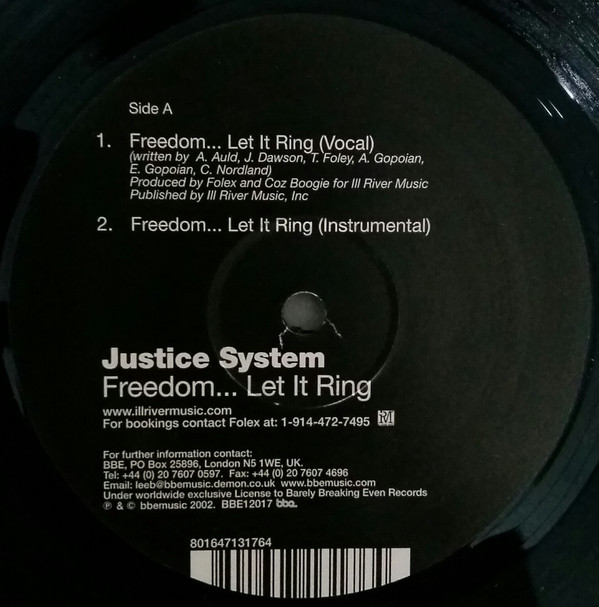 Side A
1. Freedom... Let It Ring (Vocal)
(written by A. Auld, J. Dawson, T. Foley, A. Gopoian,
E. Gopoian, C. Nordland)
Produced by Folex and Coz Boogie for Ill River Music
Published by Ill River Music, Inc
2. Freedom... Let It Ring (Instrumental)
Justice System
Freedom... Let It Ring
www.illrivermusic.com
For bookings contact Folex at: 1-914-472-7495
For further information contact:
BBE, PO Box 25896, London N5 1WE, UK.
Tel: +44 (0) 20 7607 0597. Fax: +44 (0) 20 7607 4696
Email: leeb@bbemusic.demon.co.uk www.bbemusic.com
Under worldwide exclusive License to Barely Breaking Even Records
℗ & © bbemusic 2002. BBE12017 bbe.
801647131764